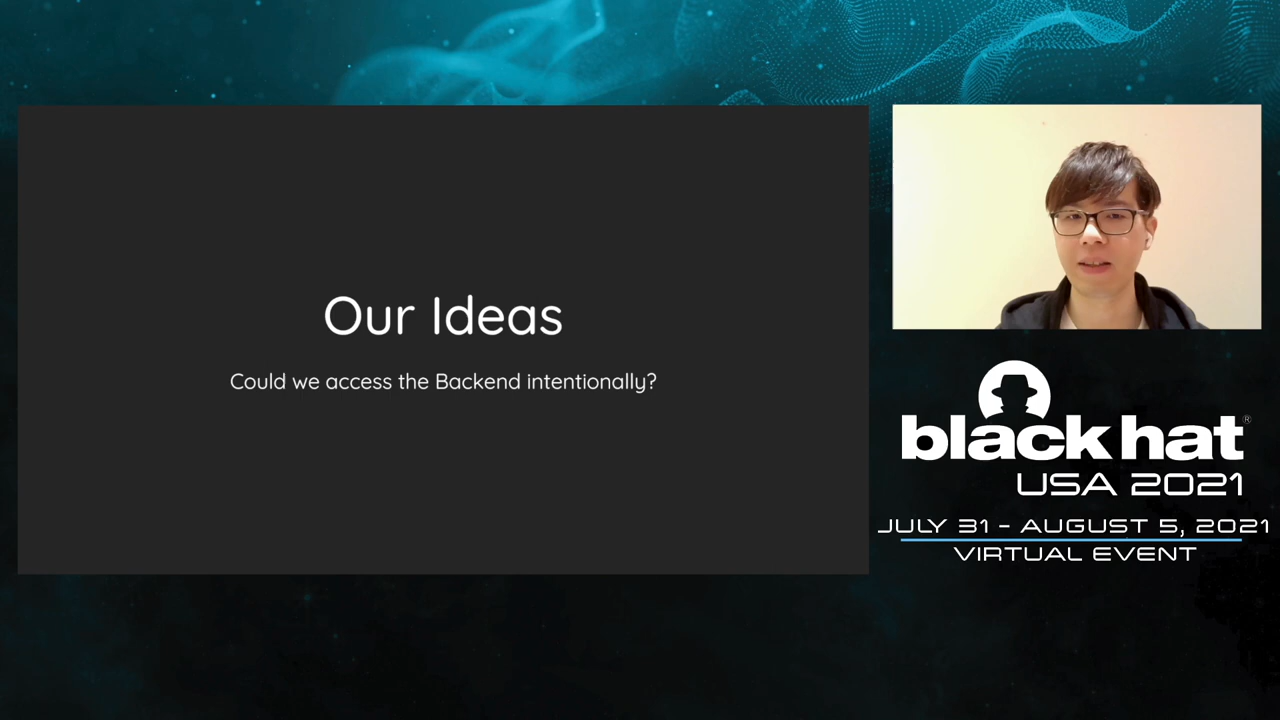 Our Ideas
Could we access the Backend intentionally?
black hat®
USA 2021
JULY 31 - AUGUST 5, 2021
VIRTUAL EVENT